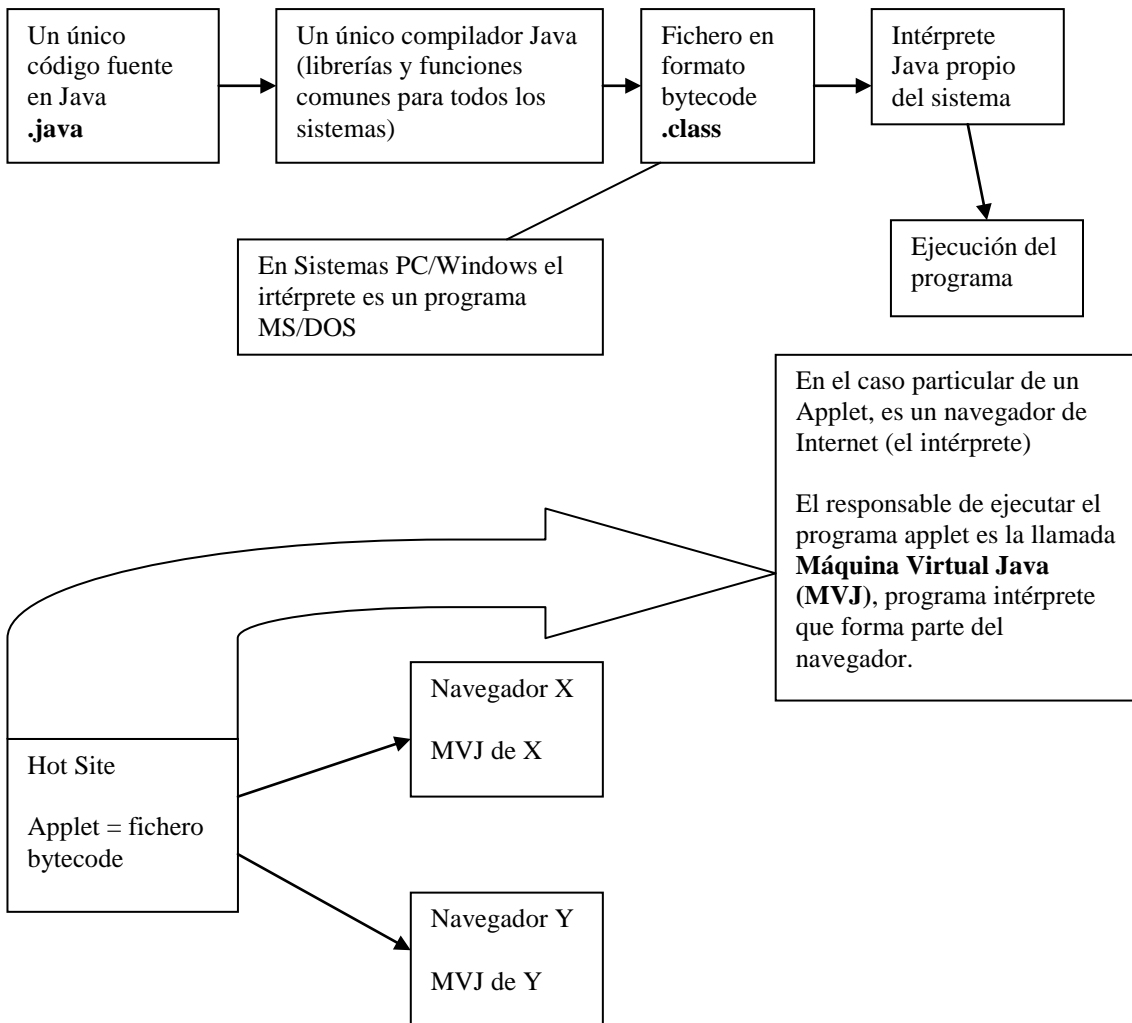 Un único
código fuente
en Java
.java
Un único compilador Java
(librerías y funciones
comunes para todos los
sistemas)
Fichero en
formato
bytecode
.class
Intérprete
Java propio
del sistema
En Sistemas PC/Windows el
irtérprete es un programa
MS/DOS
Ejecución del
programa
En el caso particular de un
Applet, es un navegador de
Internet (el intérprete)
El responsable de ejecutar el
programa applet es la llamada
Máquina Virtual Java
(MVJ), programa intérprete
que forma parte del
navegador.
Navegador X
MVJ de X
Hot Site
Applet = fichero
bytecode
Navegador Y
MVJ de Y